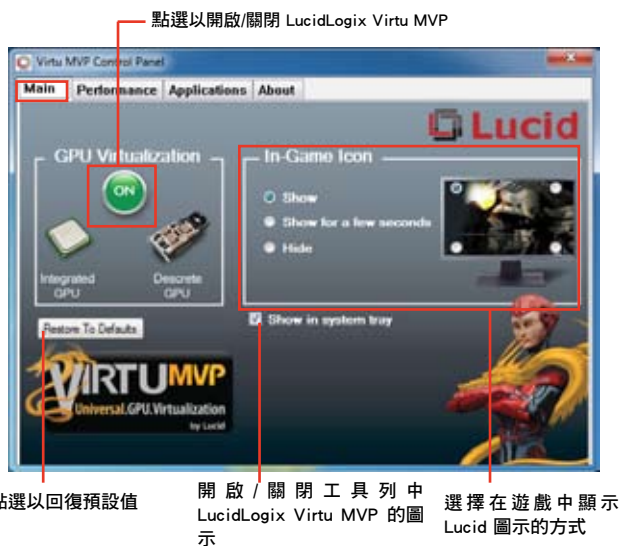 點選以開啟/關閉 LucidLogix Virtu MVP
Virtu MVP Control Panel
Main Performance Applications About
Lucid
GPU Virtualization
In-Game Icon
ON
Show
Show for a few seconds
Hide
Integrated
GPU
Descrete
GPU
Restore To Defaults
Show in system tray
VIRTU MVP
Universal.GPU.Virtualization
by Lucid
點選以回復預設值
開啟/關閉工具列中
LucidLogix Virtu MVP 的圖
示
選擇在遊戲中顯示
Lucid 圖示的方式